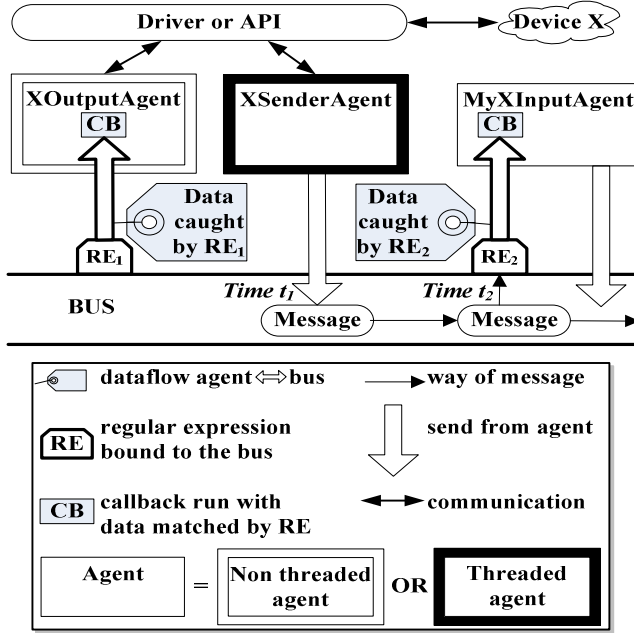 Driver or API
Device X
XOutputAgent
CB
XSenderAgent
MyXInputAgent
CB
Data
caught
by RE₁
Data
caught
by RE₂
RE₁
RE₂
BUS
Time t₁
Time t₂
Message
Message
dataflow agent ⇔ bus
way of message
RE
regular expression
bound to the bus
send from agent
CB
callback run with
data matched by RE
communication
Agent
=
Non threaded
agent
OR
Threaded
agent